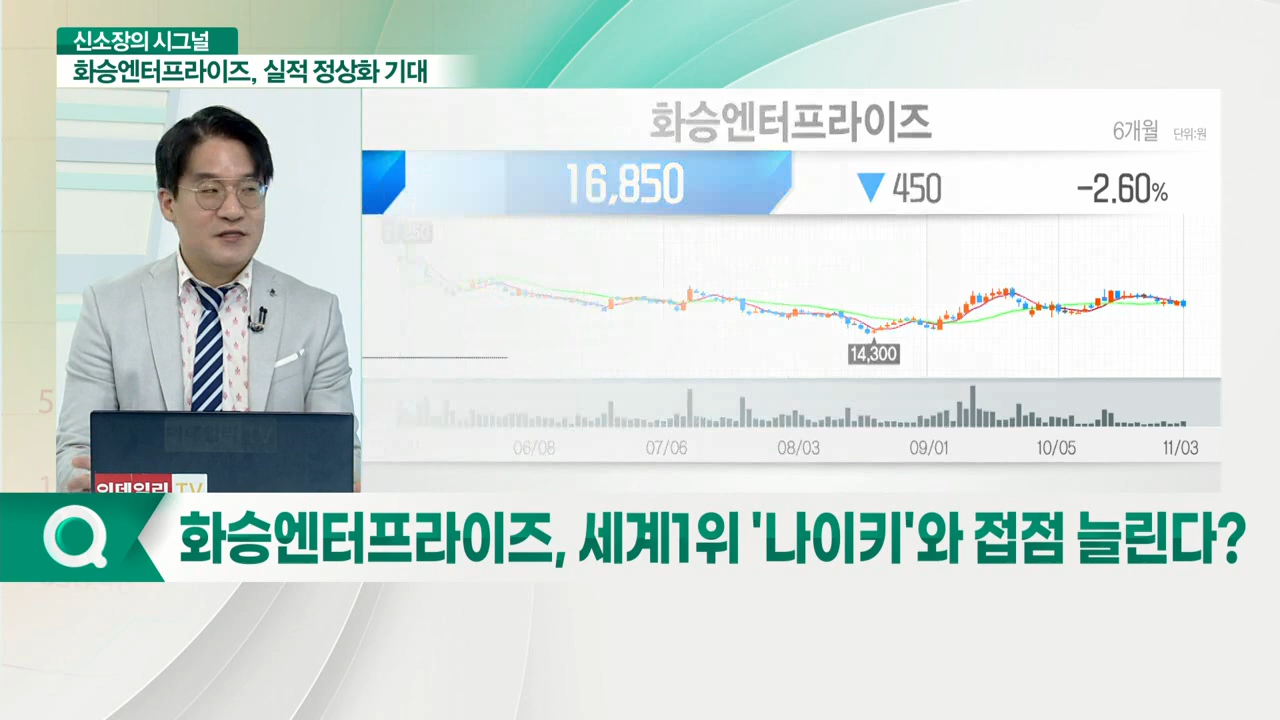 신소장의 시그널
화승엔터프라이즈, 실적 정상화 기대
화승엔터프라이즈
6개월 단위:원
16,850 ▼450 -2.60%
14,300
06/08 07/06 08/03 09/01 10/05 11/03
이데일리 TV
화승엔터프라이즈, 세계1위 '나이키'와 접점 늘린다?